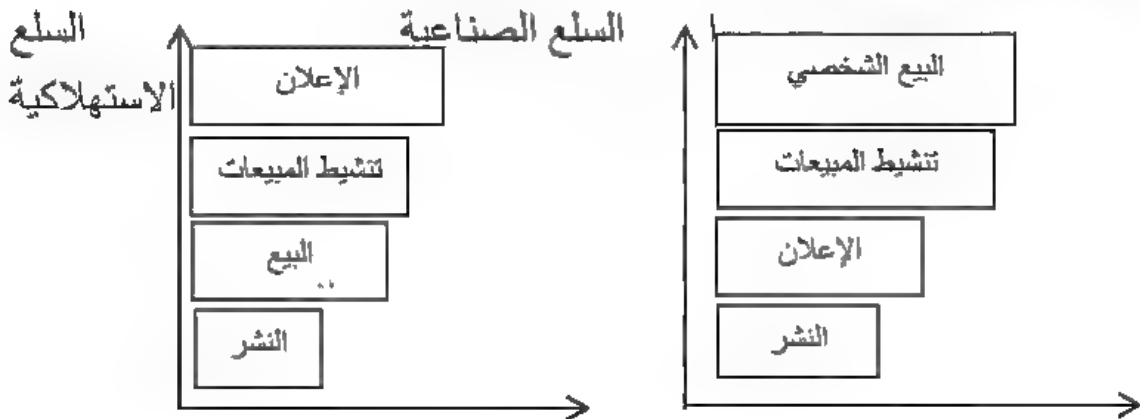 السلع
الاستهلاكية
الإعلان
تنشيط المبيعات
البيع
النشر
السلع الصناعية
البيع الشخصي
تنشيط المبيعات
الإعلان
النشر